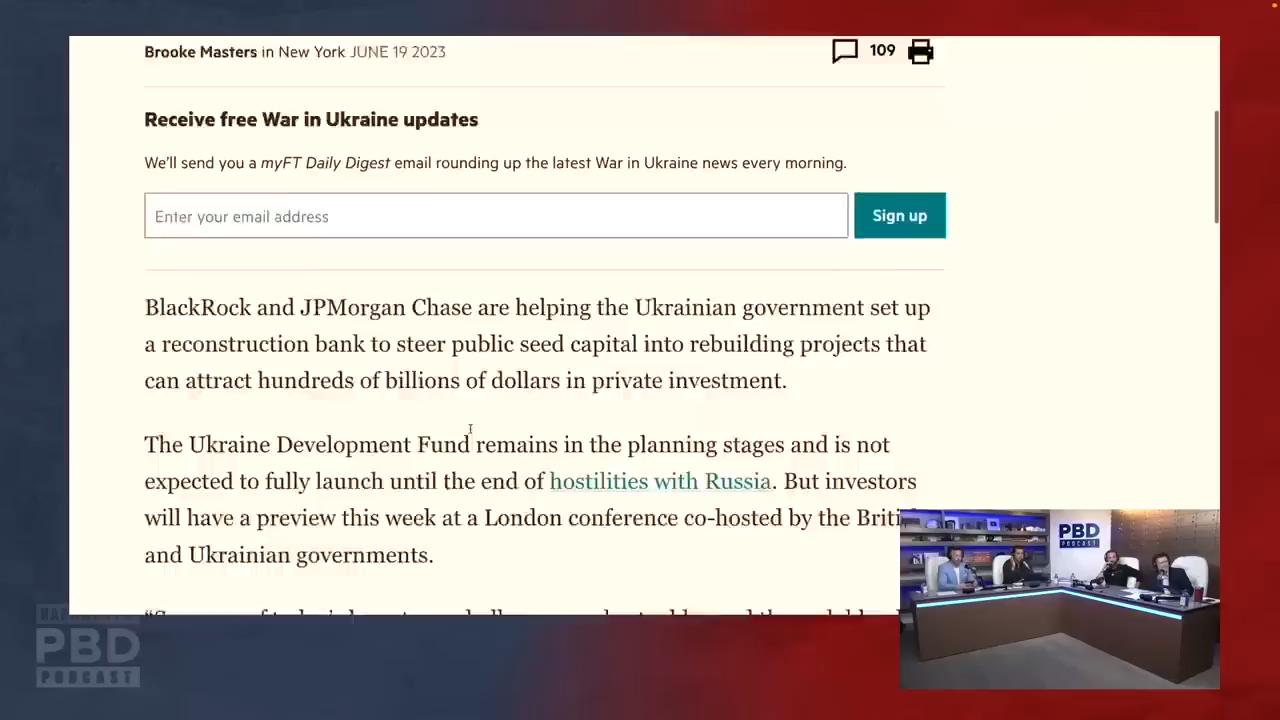 Brooke Masters in New York JUNE 19 2023
109
Receive free War in Ukraine updates
We'll send you a myFT Daily Digest email rounding up the latest War in Ukraine news every morning.
Enter your email address
Sign up
BlackRock and JPMorgan Chase are helping the Ukrainian government set up
a reconstruction bank to steer public seed capital into rebuilding projects that
can attract hundreds of billions of dollars in private investment.
The Ukraine Development Fund remains in the planning stages and is not
expected to fully launch until the end of hostilities with Russia. But investors
will have a preview this week at a London conference co-hosted by the Briti
and Ukrainian governments.
PBD
PODCAST
PBD
PODCAST